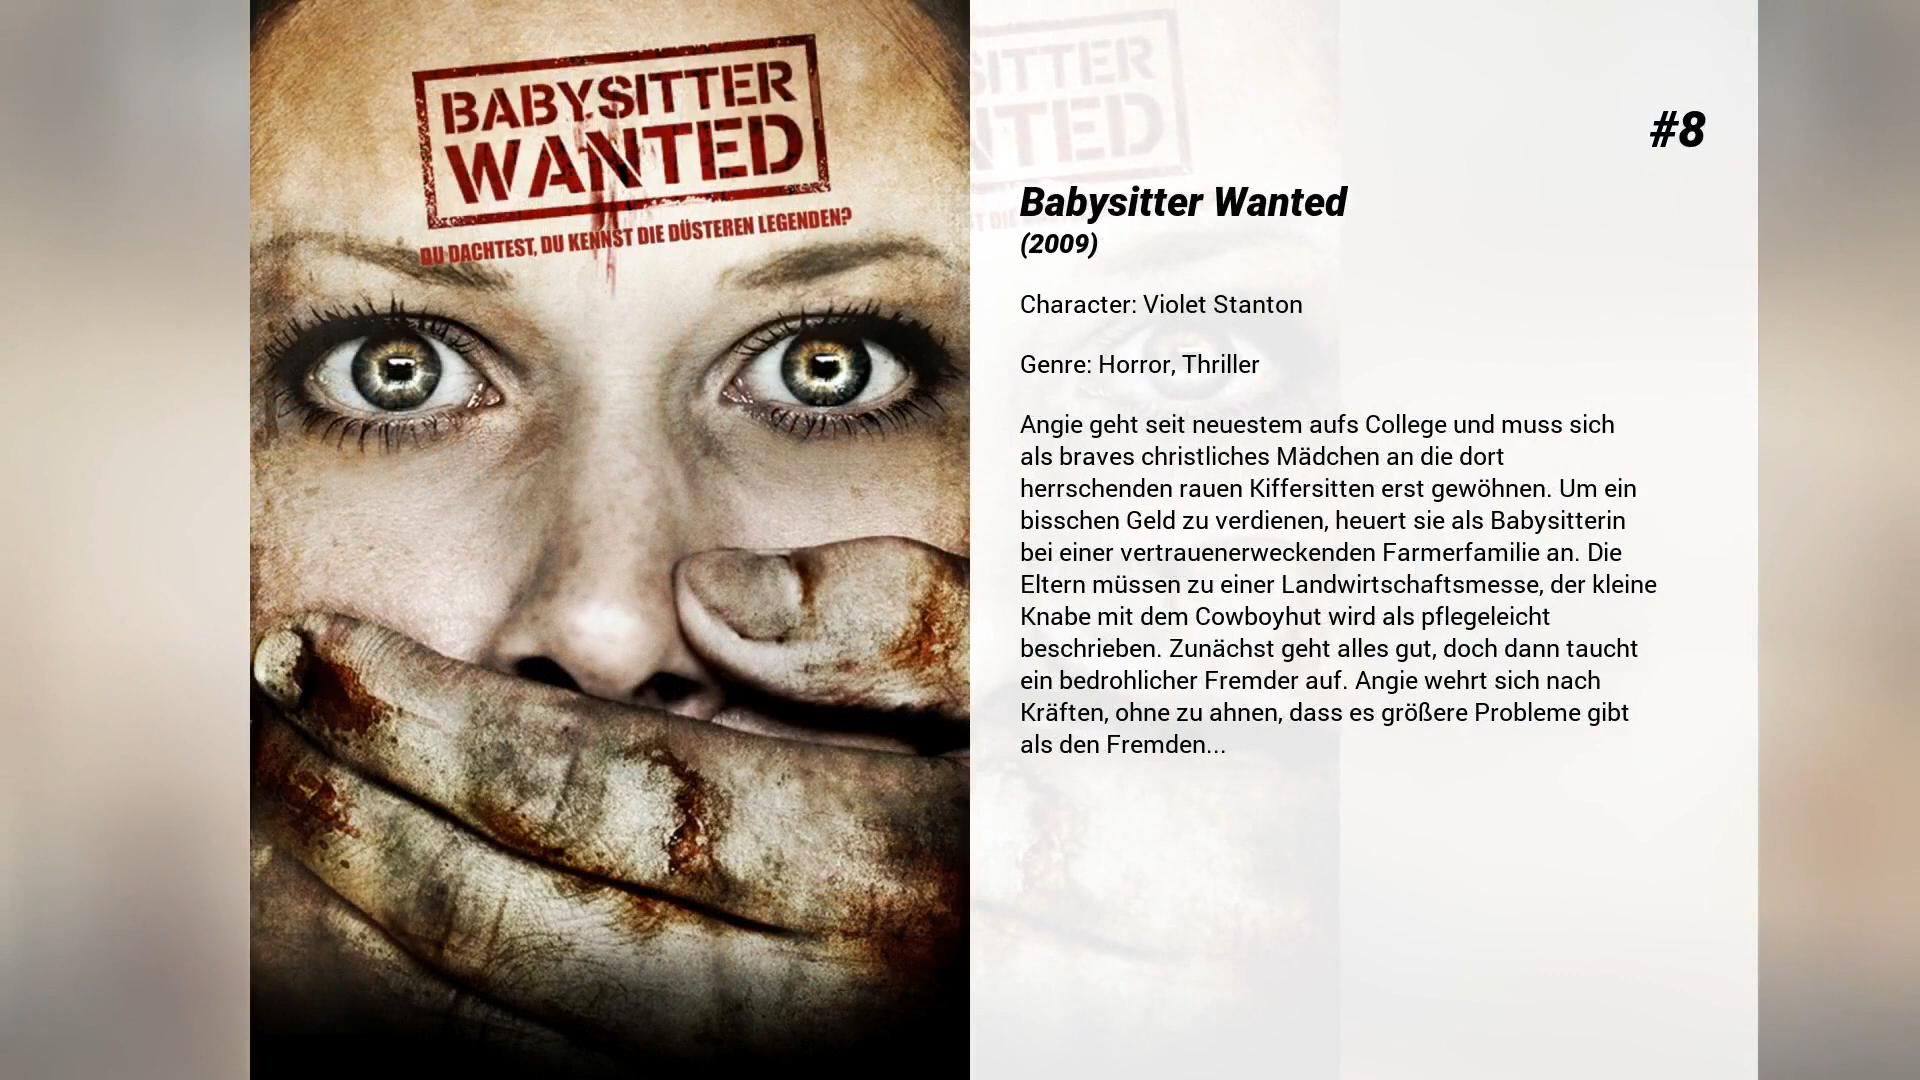 BABYSITTER
WANTED
DU DACHTEST, DU KENNST DIE DÜSTEREN LEGENDEN?
#8
Babysitter Wanted
(2009)
Character: Violet Stanton
Genre: Horror, Thriller
Angie geht seit neuestem aufs College und muss sich
als braves christliches Mädchen an die dort
herrschenden rauen Kiffersitten erst gewöhnen. Um ein
bisschen Geld zu verdienen, heuert sie als Babysitterin
bei einer vertrauenerweckenden Farmerfamilie an. Die
Eltern müssen zu einer Landwirtschaftsmesse, der kleine
Knabe mit dem Cowboyhut wird als pflegeleicht
beschrieben. Zunächst geht alles gut, doch dann taucht
ein bedrohlicher Fremder auf. Angie wehrt sich nach
Kräften, ohne zu ahnen, dass es größere Probleme gibt
als den Fremden...